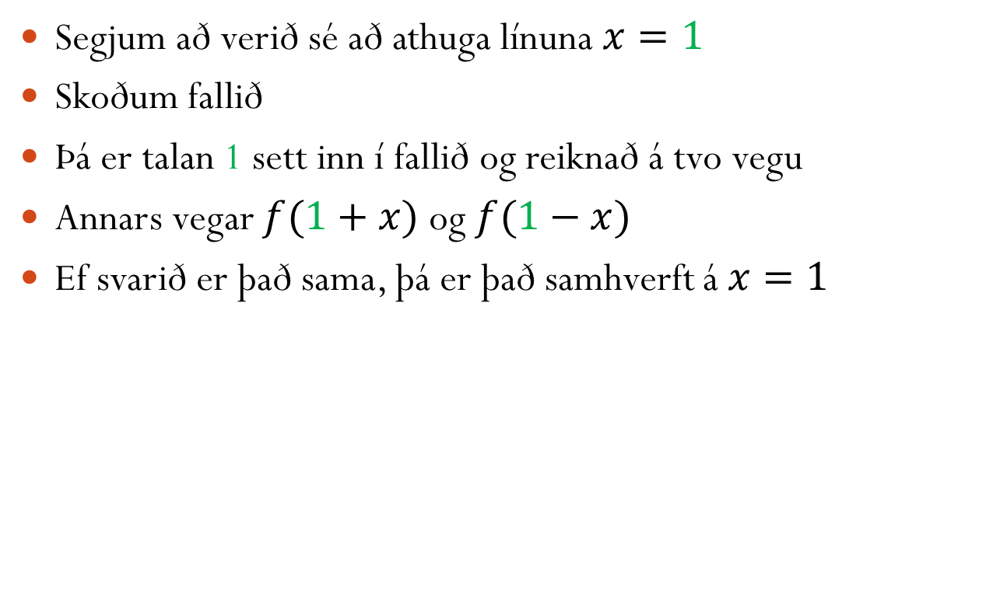 • Segjum að verið sé að athuga línuna x = 1
• Skoðum fallið
• Þá er talan 1 sett inn í fallið og reiknað á tvo vegu
• Annars vegar f(1 + x) og f(1 − x)
• Ef svarið er það sama, þá er það samhverft á x = 1